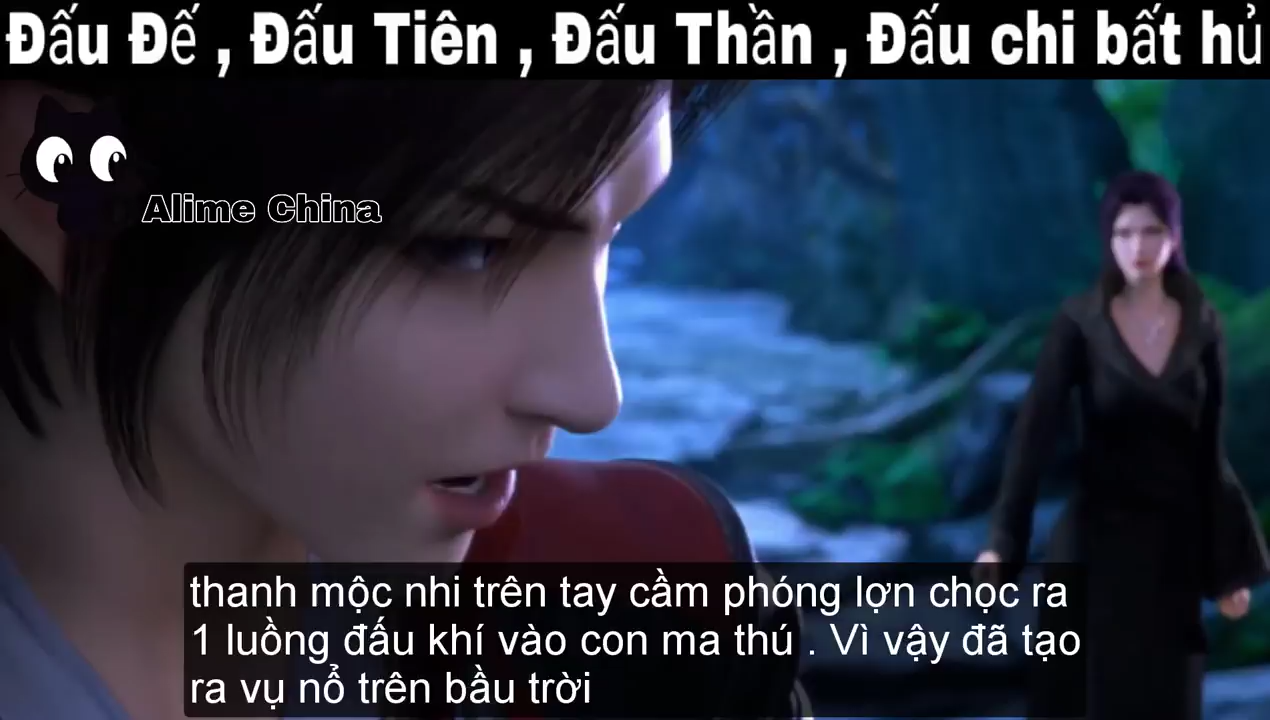 Đấu Đế , Đấu Tiên , Đấu Thần , Đấu chi bất hủ
Alime China
thanh mộc nhi trên tay cầm phóng lợn chọc ra
1 luồng đấu khí vào con ma thú . Vì vậy đã tạo
ra vụ nổ trên bầu trời